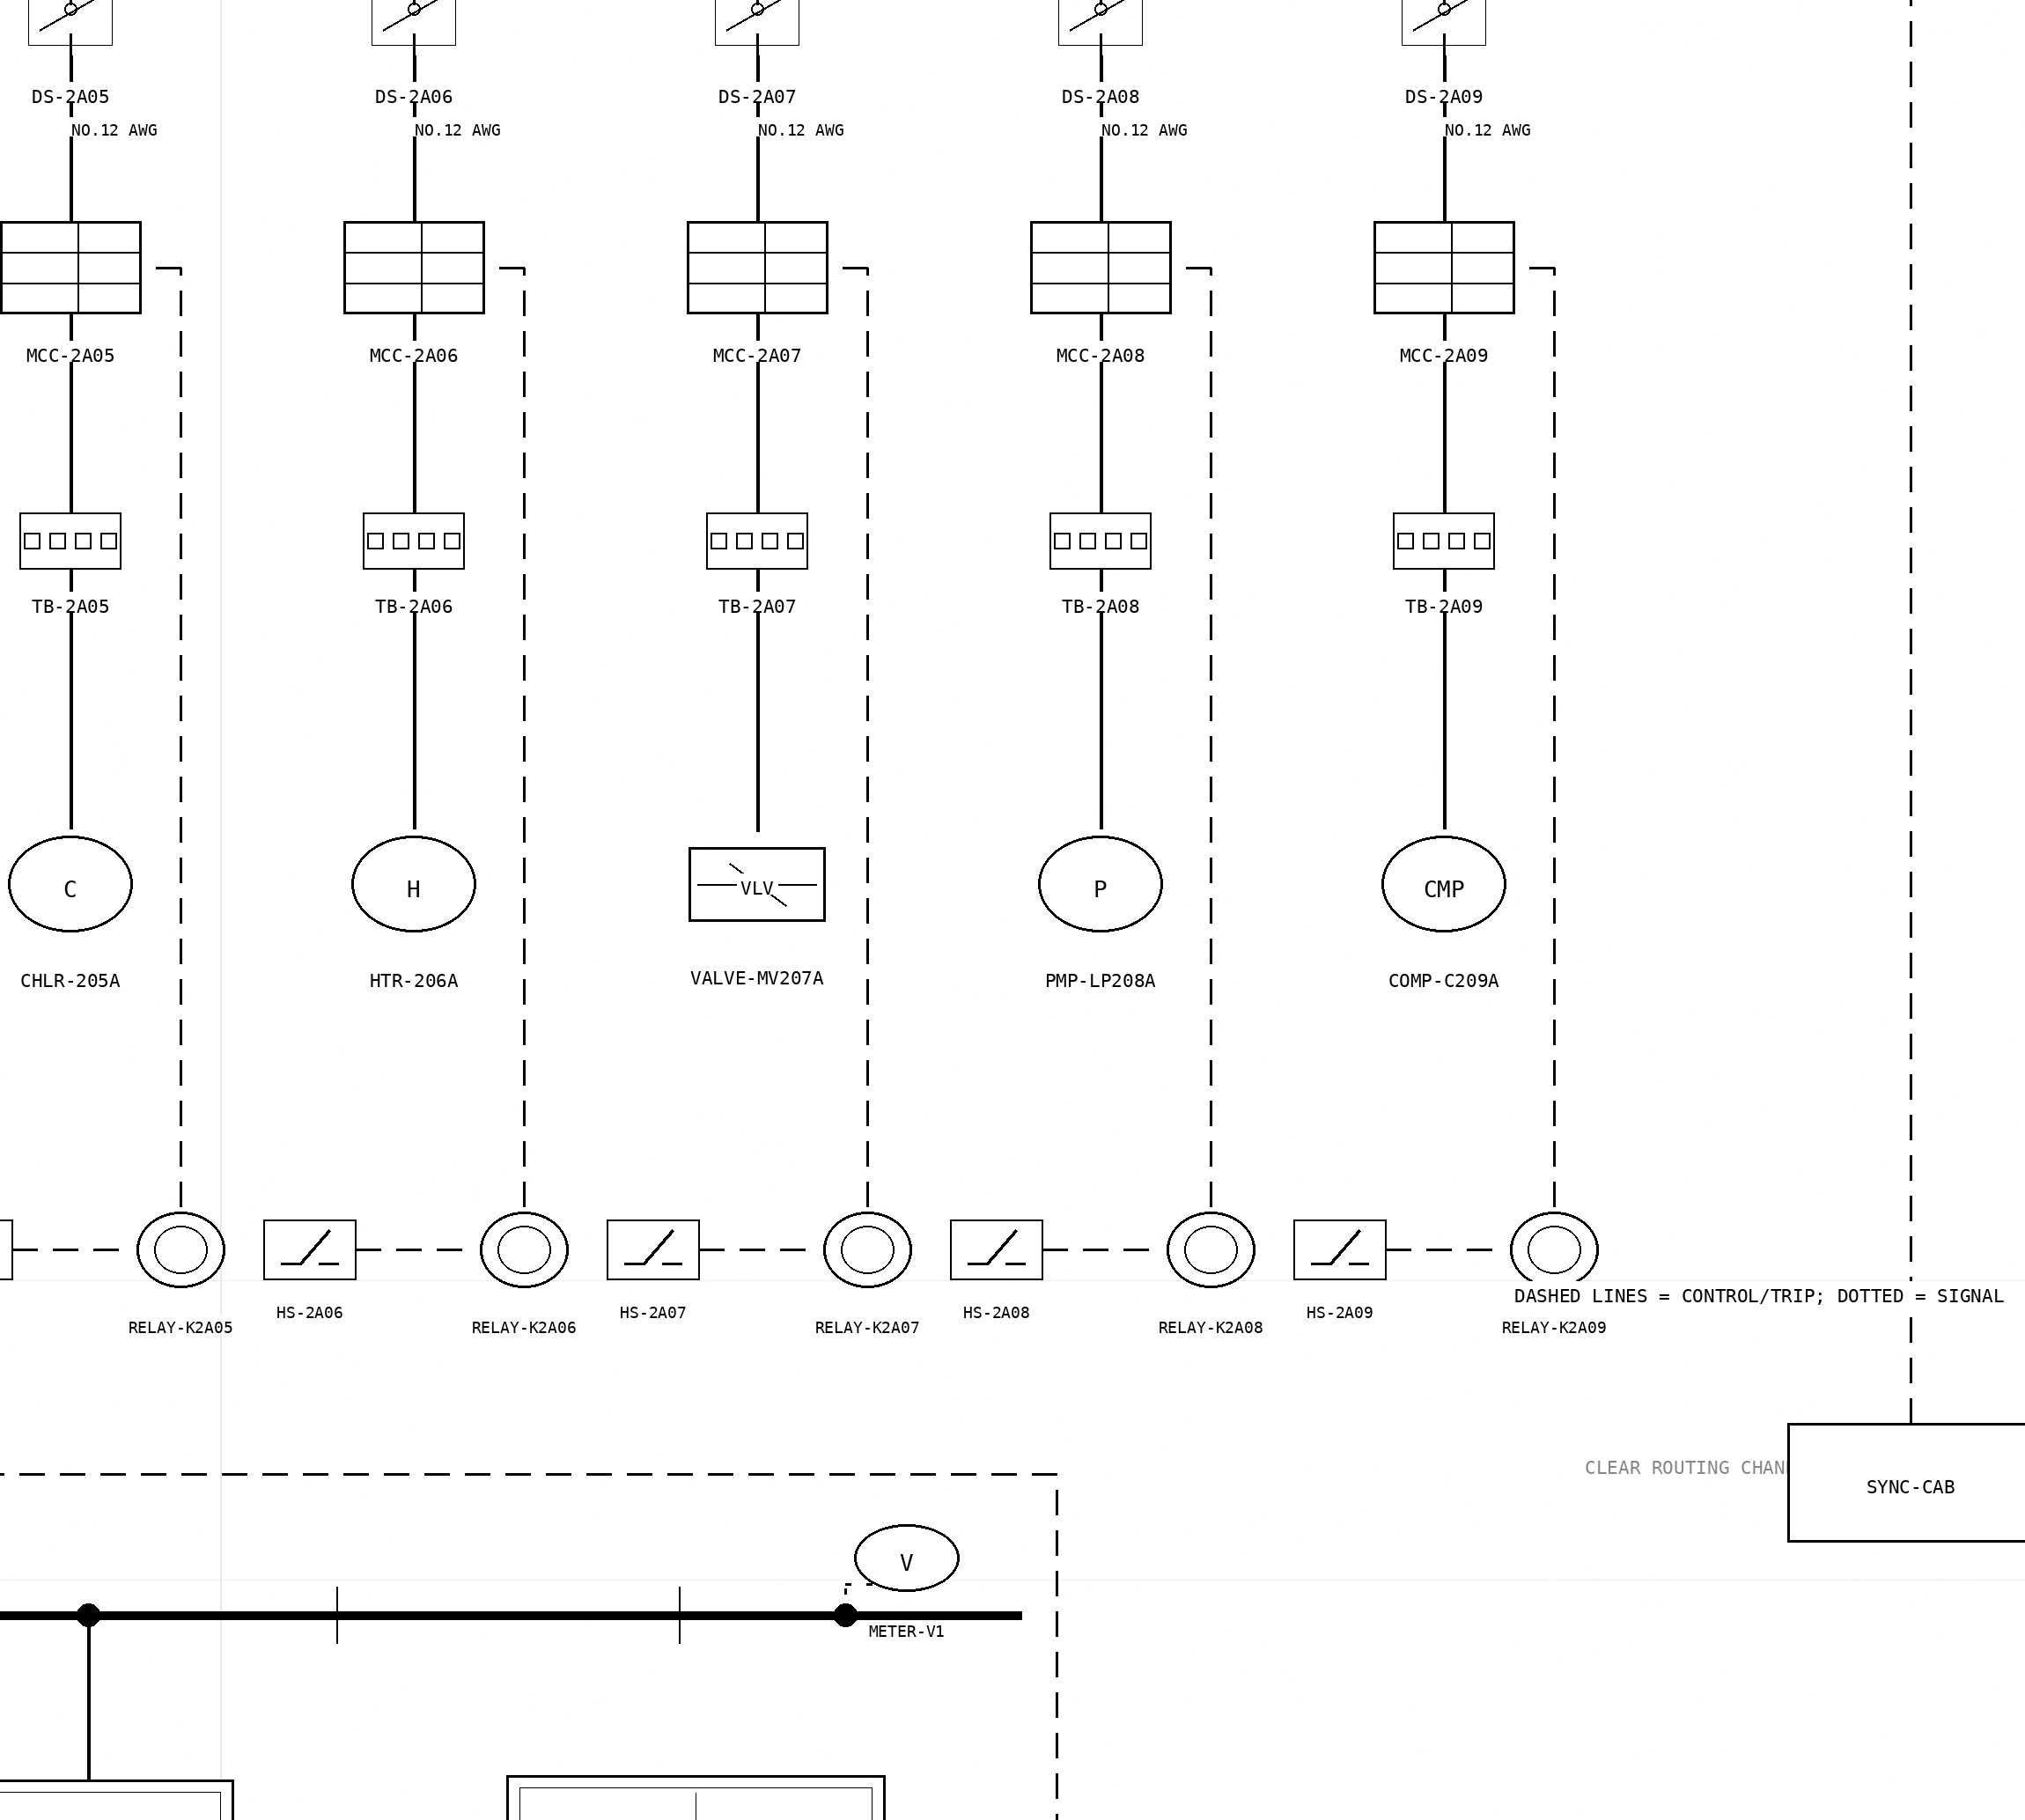 DS-2A05 DS-2A06 DS-2A07 DS-2A08 DS-2A09
NO.12 AWG NO.12 AWG NO.12 AWG NO.12 AWG NO.12 AWG
MCC-2A05 MCC-2A06 MCC-2A07 MCC-2A08 MCC-2A09
TB-2A05 TB-2A06 TB-2A07 TB-2A08 TB-2A09
C H VLV P CMP
CHLR-205A HTR-206A VALVE-MV207A PMP-LP208A COMP-C209A
DASHED LINES = CONTROL/TRIP; DOTTED = SIGNAL
HS-2A06 HS-2A07 HS-2A08 HS-2A09
RELAY-K2A05 RELAY-K2A06 RELAY-K2A07 RELAY-K2A08 RELAY-K2A09
CLEAR ROUTING
SYNC-CAB
V
METER-V1